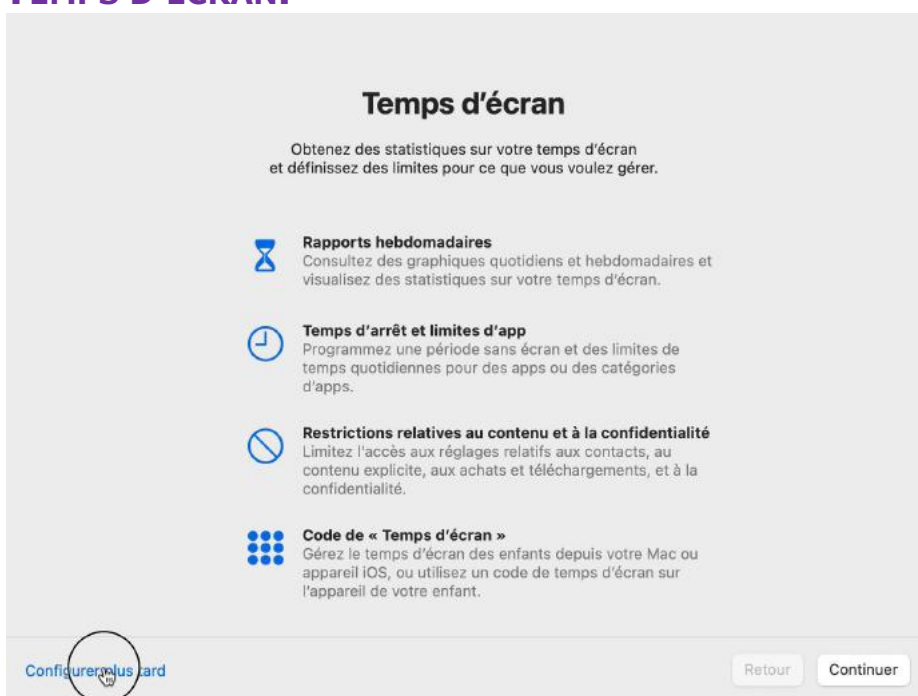 TEMPS D'ÉCRAN:
Temps d'écran
Obtenez des statistiques sur votre temps d'écran
et définissez des limites pour ce que vous voulez gérer.
Rapports hebdomadaires
Consultez des graphiques quotidiens et hebdomadaires et
visualisez des statistiques sur votre temps d'écran.
Temps d'arrêt et limites d'app
Programmez une période sans écran et des limites de
temps quotidiennes pour des apps ou des catégories
d'apps.
Restrictions relatives au contenu et à la confidentialité
Limitez l'accès aux réglages relatifs aux contacts, au
contenu explicite, aux achats et téléchargements, et à la
confidentialité.
Code de « Temps d'écran »
Gérez le temps d'écran des enfants depuis votre Mac ou
appareil iOS, ou utilisez un code de temps d'écran sur
l'appareil de votre enfant.
Configurer plus tard
Retour
Continuer